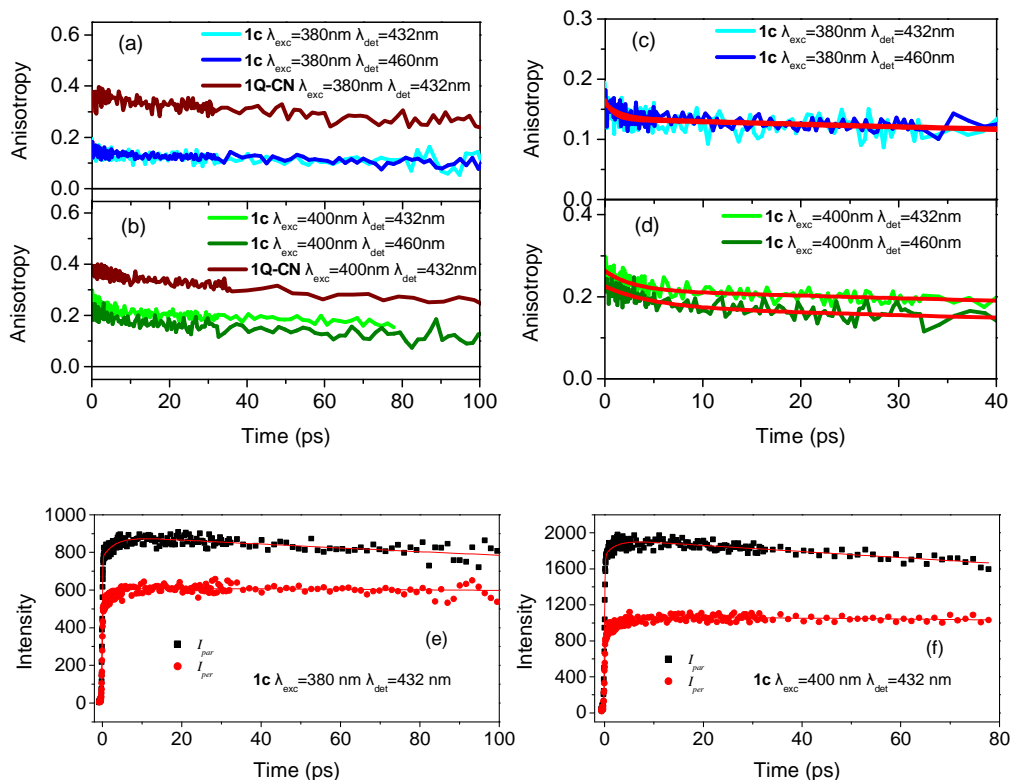 (a)
1c λexc=380nm λdet=432nm
1c λexc=380nm λdet=460nm
1Q-CN λexc=380nm λdet=432nm
Anisotropy
0.6
0.4
0.2
0.0
(b)
1c λexc=400nm λdet=432nm
1c λexc=400nm λdet=460nm
1Q-CN λexc=400nm λdet=432nm
Anisotropy
0.6
0.4
0.2
0.0
0 20 40 60 80 100
Time (ps)
(c)
1c λexc=380nm λdet=432nm
1c λexc=380nm λdet=460nm
Anisotropy
0.3
0.2
0.1
0.0
(d)
1c λexc=400nm λdet=432nm
1c λexc=400nm λdet=460nm
Anisotropy
0.4
0.2
0.0
0 10 20 30 40
Time (ps)
Intensity
1000
800
600
400
200
0
(e)
Ipar
Iper
1c λexc=380 nm λdet=432 nm
0 20 40 60 80 100
Time (ps)
Intensity
2000
1600
1200
800
400
0
(f)
Ipar
Iper
1c λexc=400 nm λdet=432 nm
0 20 40 60 80
Time (ps)